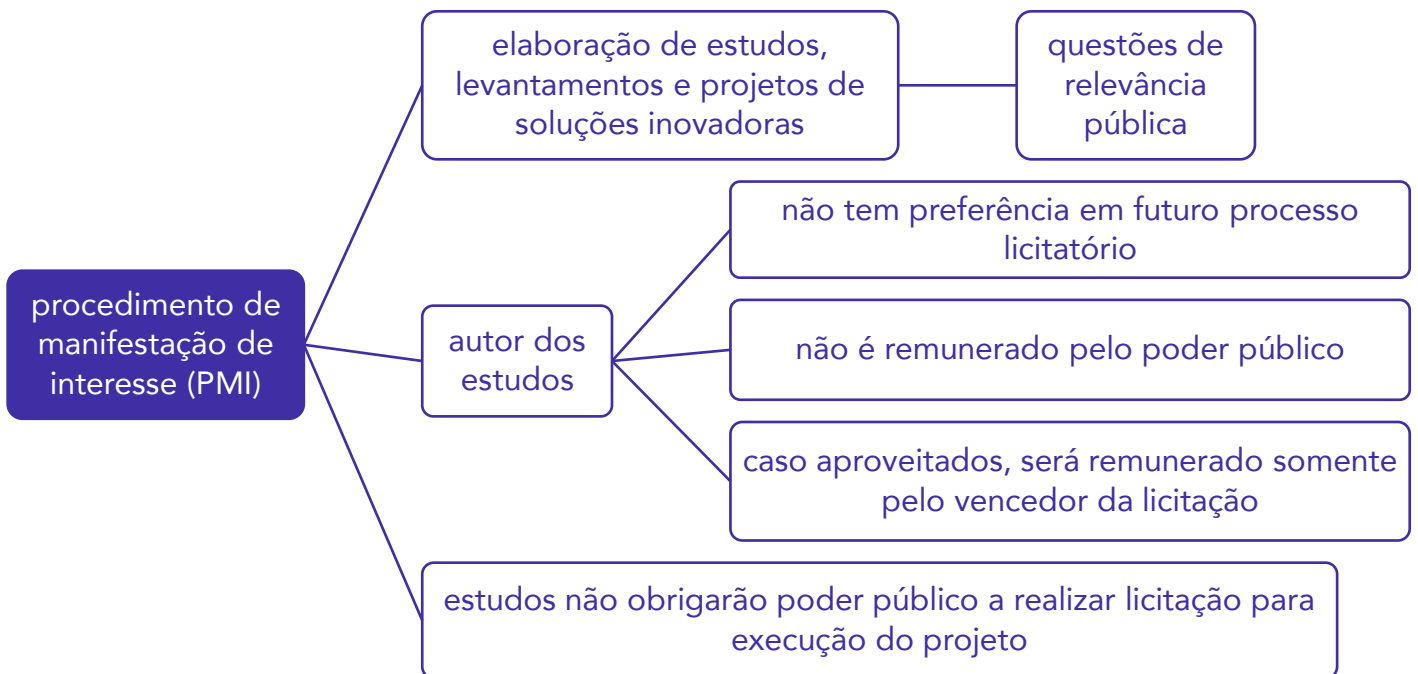 procedimento de
manifestação de
interesse (PMI)
elaboração de estudos,
levantamentos e projetos de
soluções inovadoras
questões de
relevância
pública
autor dos
estudos
não tem preferência em futuro processo
licitatório
não é remunerado pelo poder público
caso aproveitados, será remunerado somente
pelo vencedor da licitação
estudos não obrigarão poder público a realizar licitação para
execução do projeto